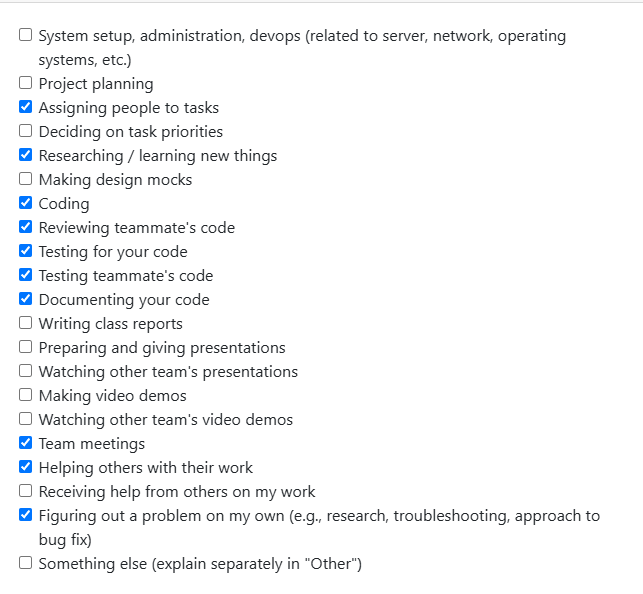 System setup, administration, devops (related to server, network, operating
systems, etc.)
Project planning
Assigning people to tasks
Deciding on task priorities
Researching / learning new things
Making design mocks
Coding
Reviewing teammate's code
Testing for your code
Testing teammate's code
Documenting your code
Writing class reports
Preparing and giving presentations
Watching other team's presentations
Making video demos
Watching other team's video demos
Team meetings
Helping others with their work
Receiving help from others on my work
Figuring out a problem on my own (e.g., research, troubleshooting, approach to
bug fix)
Something else (explain separately in "Other")